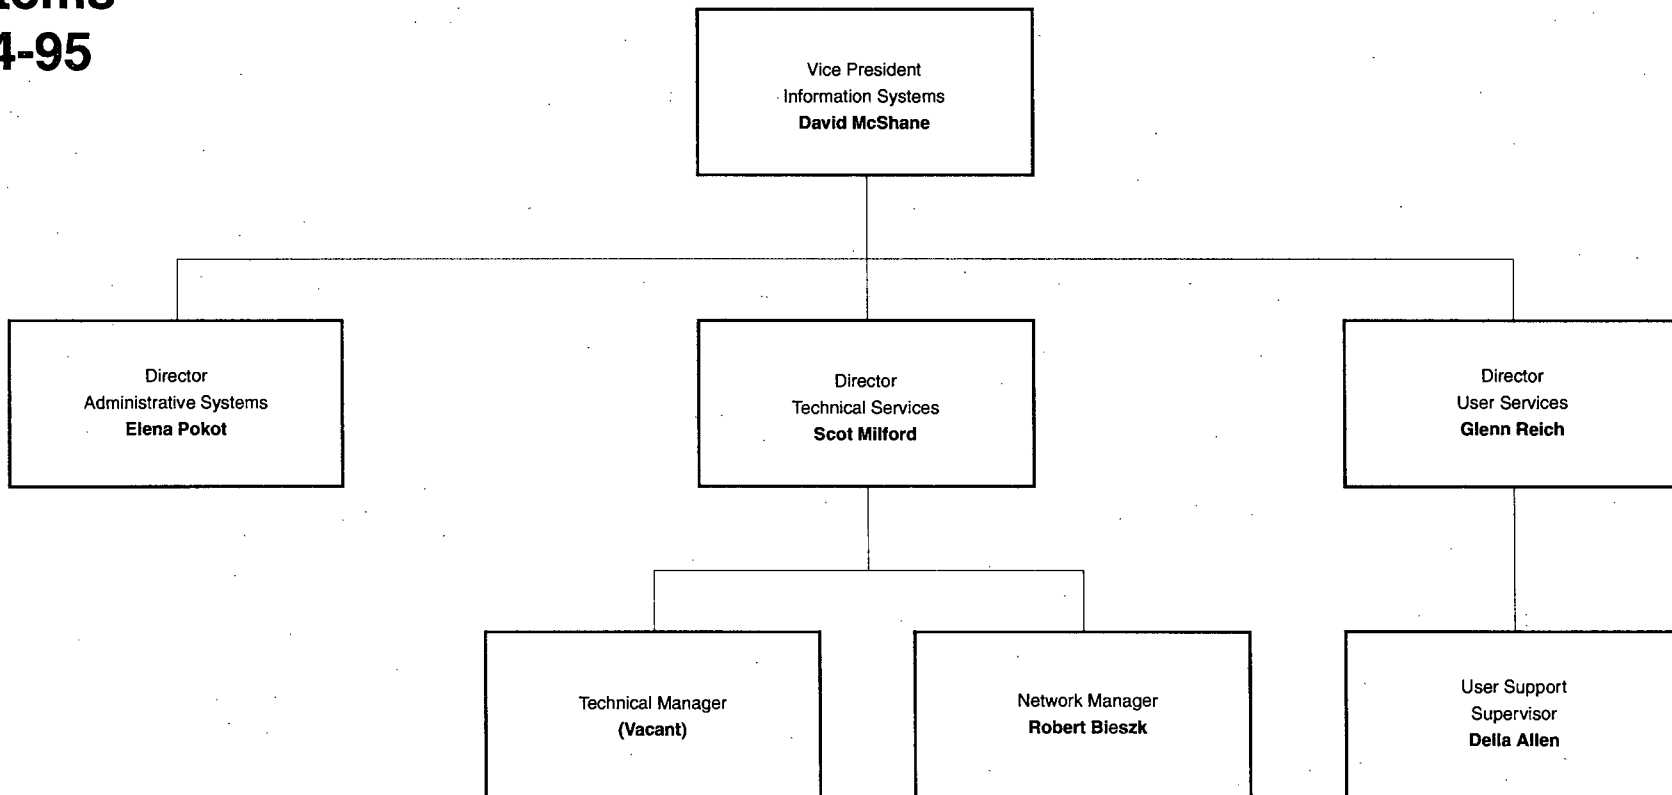 4-95
Vice President
Information Systems
David McShane
Director
Administrative Systems
Elena Pokot
Director
Technical Services
Scot Milford
Director
User Services
Glenn Reich
Technical Manager
(Vacant)
Network Manager
Robert Bieszk
User Support
Supervisor
Della Allen